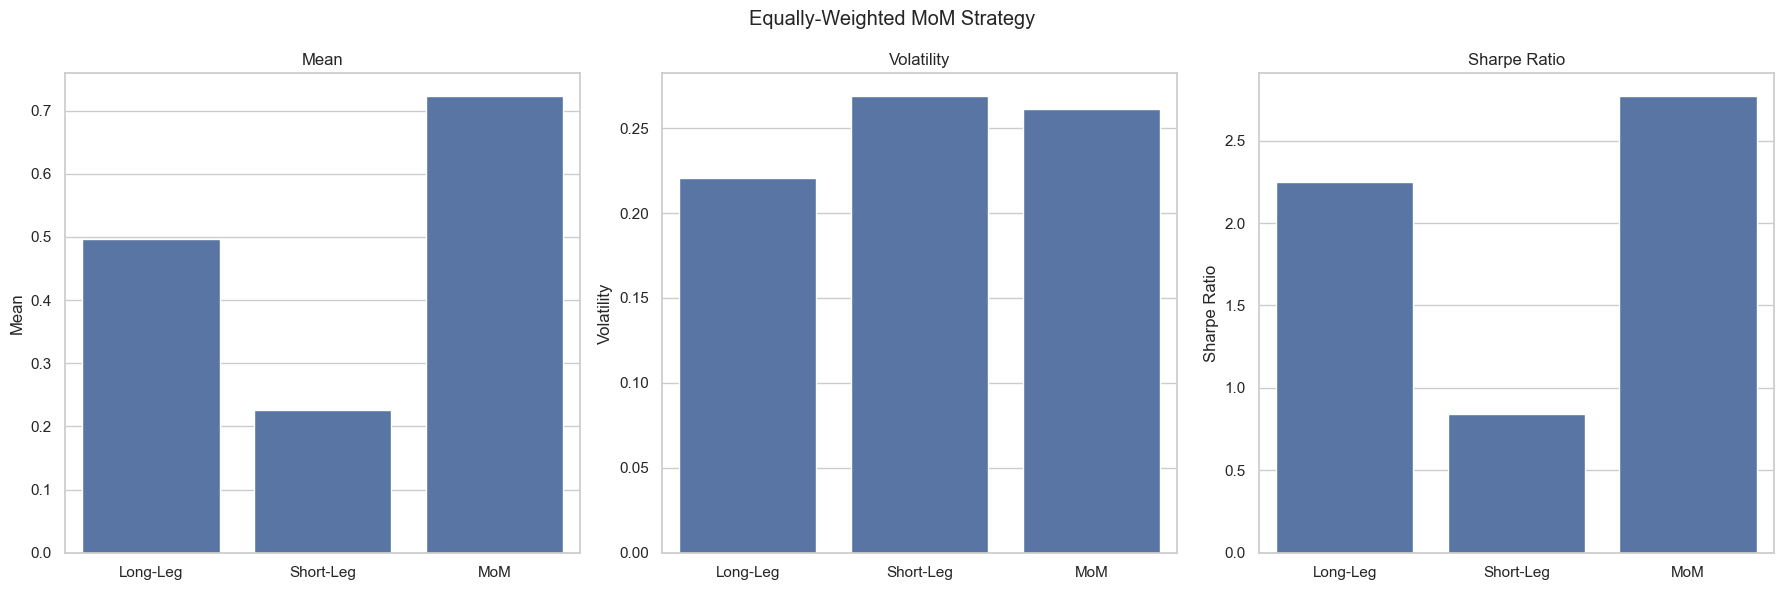 Equally-Weighted MoM Strategy
Mean
0.7
0.6
0.5
0.4
0.3
0.2
0.1
0.0
Mean
Long-Leg Short-Leg MoM
Volatility
0.25
0.20
0.15
0.10
0.05
0.00
Volatility
Long-Leg Short-Leg MoM
Sharpe Ratio
2.5
2.0
1.5
1.0
0.5
0.0
Sharpe Ratio
Long-Leg Short-Leg MoM